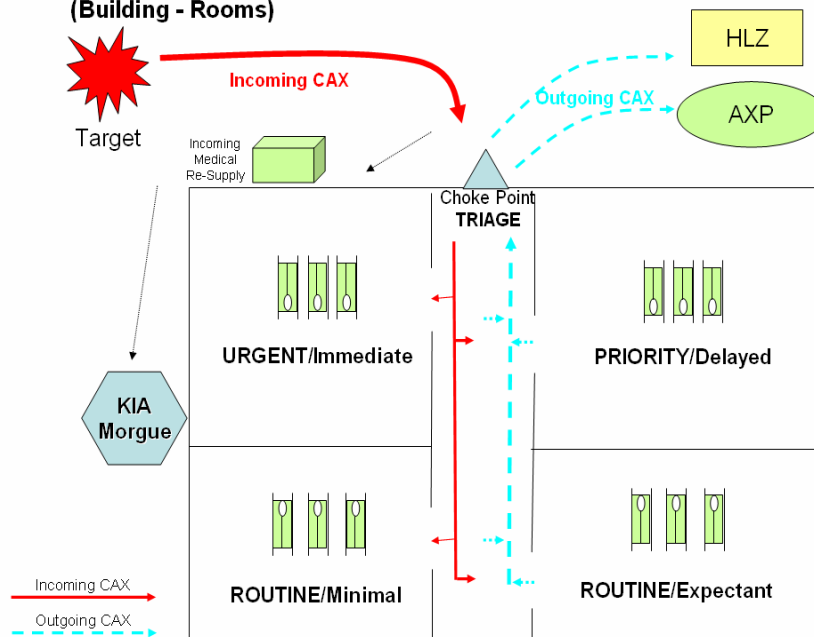 (Building - Rooms)
HLZ
Incoming CAX
Outgoing CAX
AXP
Target
Incoming
Medical
Re-Supply
Choke Point
TRIAGE
URGENT/Immediate
PRIORITY/Delayed
KIA
Morgue
ROUTINE/Minimal
ROUTINE/Expectant
Incoming CAX
Outgoing CAX